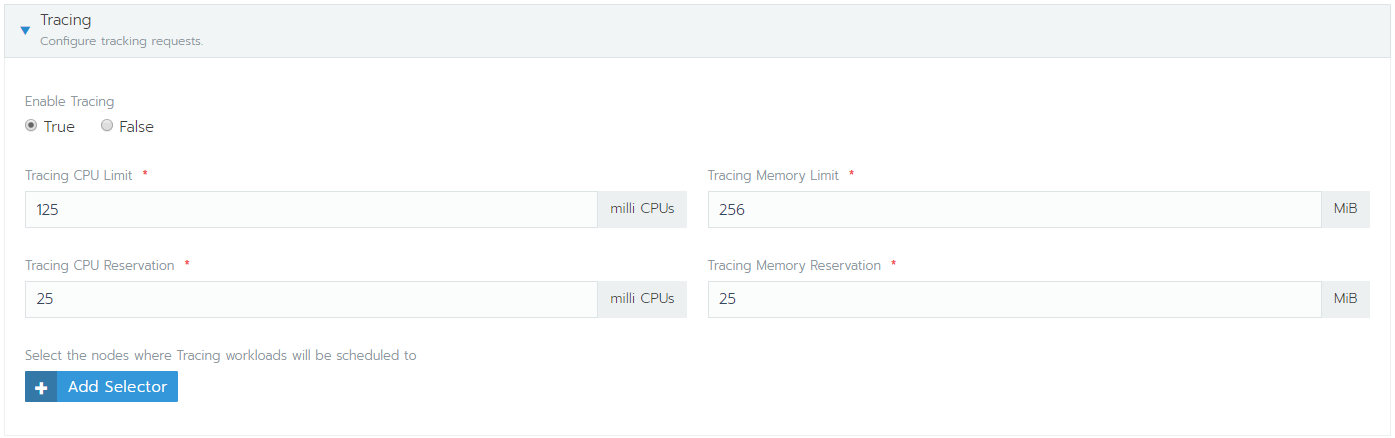 Tracing
Configure tracking requests.
Enable Tracing
True False
Tracing CPU Limit * Tracing Memory Limit *
125 milli CPUs 256 MiB
Tracing CPU Reservation * Tracing Memory Reservation *
25 milli CPUs 25 MiB
Select the nodes where Tracing workloads will be scheduled to
+ Add Selector